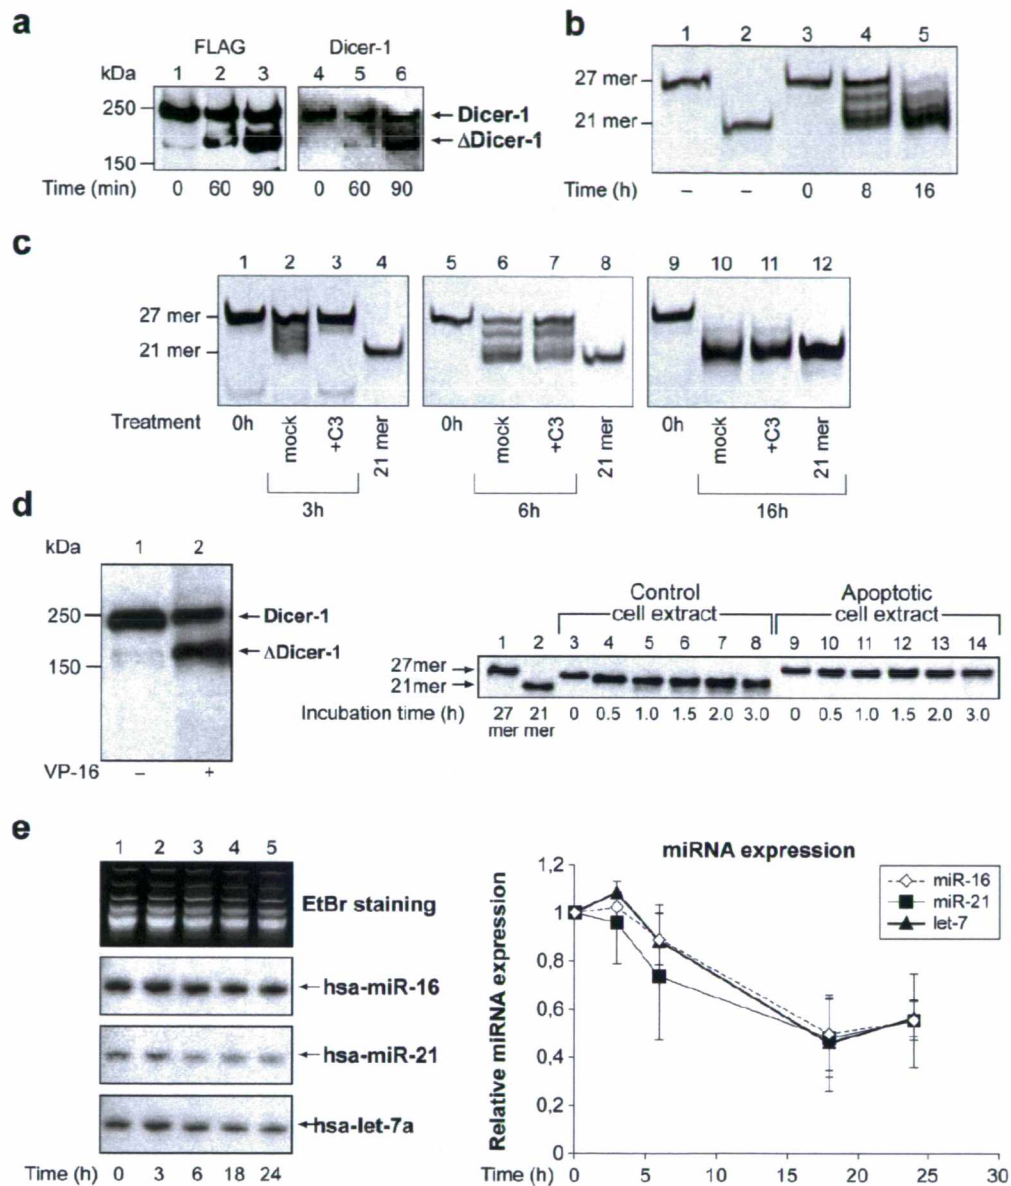 a
FLAG
Dicer-1
kDa
1 2 3
4 5 6
250
150
Dicer-1
ΔDicer-1
Time (min)
0 60 90
0 60 90
b
1 2 3 4 5
27 mer
21 mer
Time (h)
– – 0 8 16
c
1 2 3 4
5 6 7 8
9 10 11 12
27 mer
21 mer
Treatment
0h mock +C3 21 mer
0h mock +C3 21 mer
0h mock +C3 21 mer
3h
6h
16h
d
kDa
1 2
250
150
Dicer-1
ΔDicer-1
VP-16
– +
Control
cell extract
Apoptotic
cell extract
1 2 3 4 5 6 7 8 9 10 11 12 13 14
27mer
21mer
Incubation time (h)
27 21 0 0.5 1.0 1.5 2.0 3.0 0 0.5 1.0 1.5 2.0 3.0
mer mer
e
1 2 3 4 5
EtBr staining
hsa-miR-16
hsa-miR-21
hsa-let-7a
Time (h) 0 3 6 18 24
miRNA expression
Relative miRNA expression
1,2
1
0,8
0,6
0,4
0,2
0
miR-16
miR-21
let-7
Time (h) 0 5 10 15 20 25 30